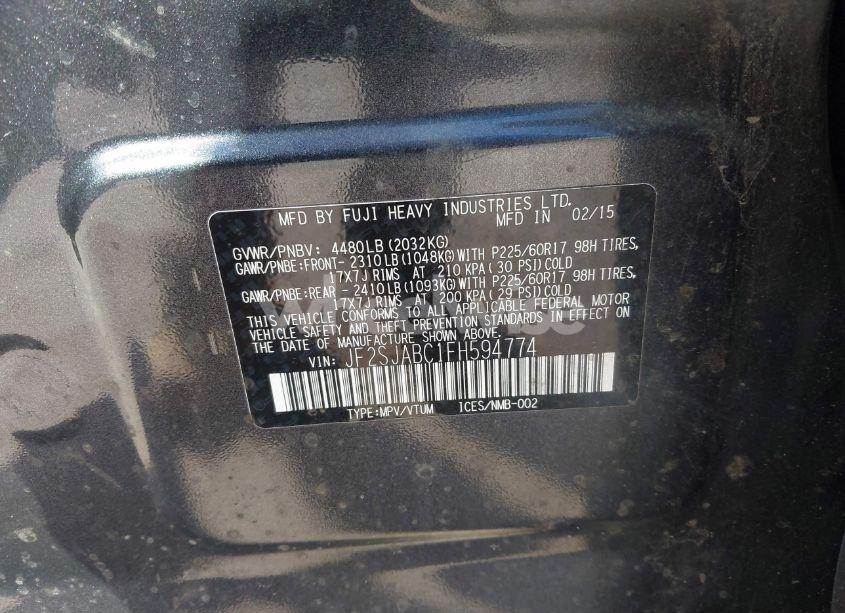 MFD BY FUJI HEAVY INDUSTRIES LTD.
MFD IN 02/15
GVWR/PNBV: 4480LB (2032KG)
GAWR/PNBE:FRONT- 2310LB (1048KG) WITH P225/60R17 98H TIRES,
17X7J RIMS AT 210 KPA ( 30 PSI) COLD
GAWR/PNBE:REAR - 2410LB (1093KG) WITH P225/60R17 98H TIRES,
17X7J RIMS 200 KPA ( 29 PSI) COLD
THIS VEHICLE CONFORMS TO ALL APPLICABLE FEDERAL MOTOR
VEHICLE SAFETY AND THEFT PREVENTION STANDARDS IN EFFECT ON
THE DATE OF MANUFACTURE SHOWN ABOVE.
VIN: JF2SJABC1FH594774
TYPE:MPV/VTUM ICES/NMB-002